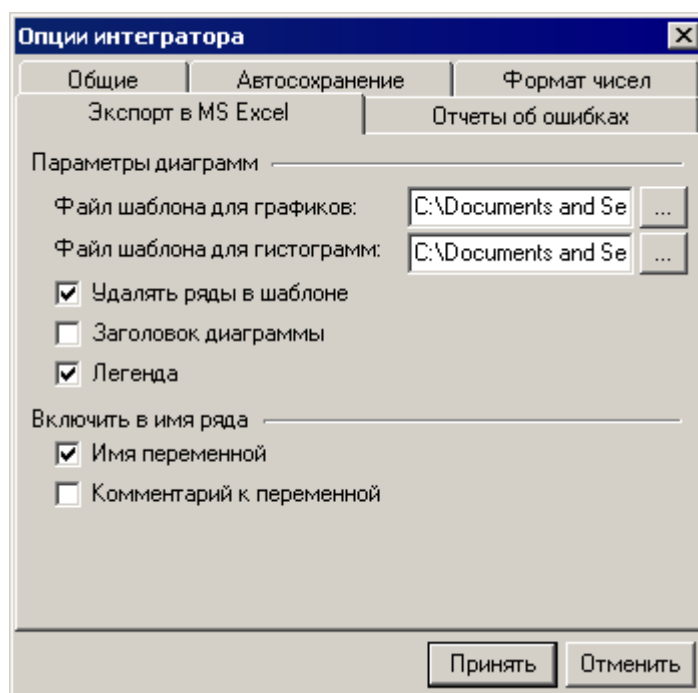 Опции интегратора
Общие Автосохранение Формат чисел
Экспорт в MS Excel Отчеты об ошибках
Параметры диаграмм
Файл шаблона для графиков: C:\Documents and Se ...
Файл шаблона для гистограмм: C:\Documents and Se ...
Удалять ряды в шаблоне
Заголовок диаграммы
Легенда
Включить в имя ряда
Имя переменной
Комментарий к переменной
Принять Отменить